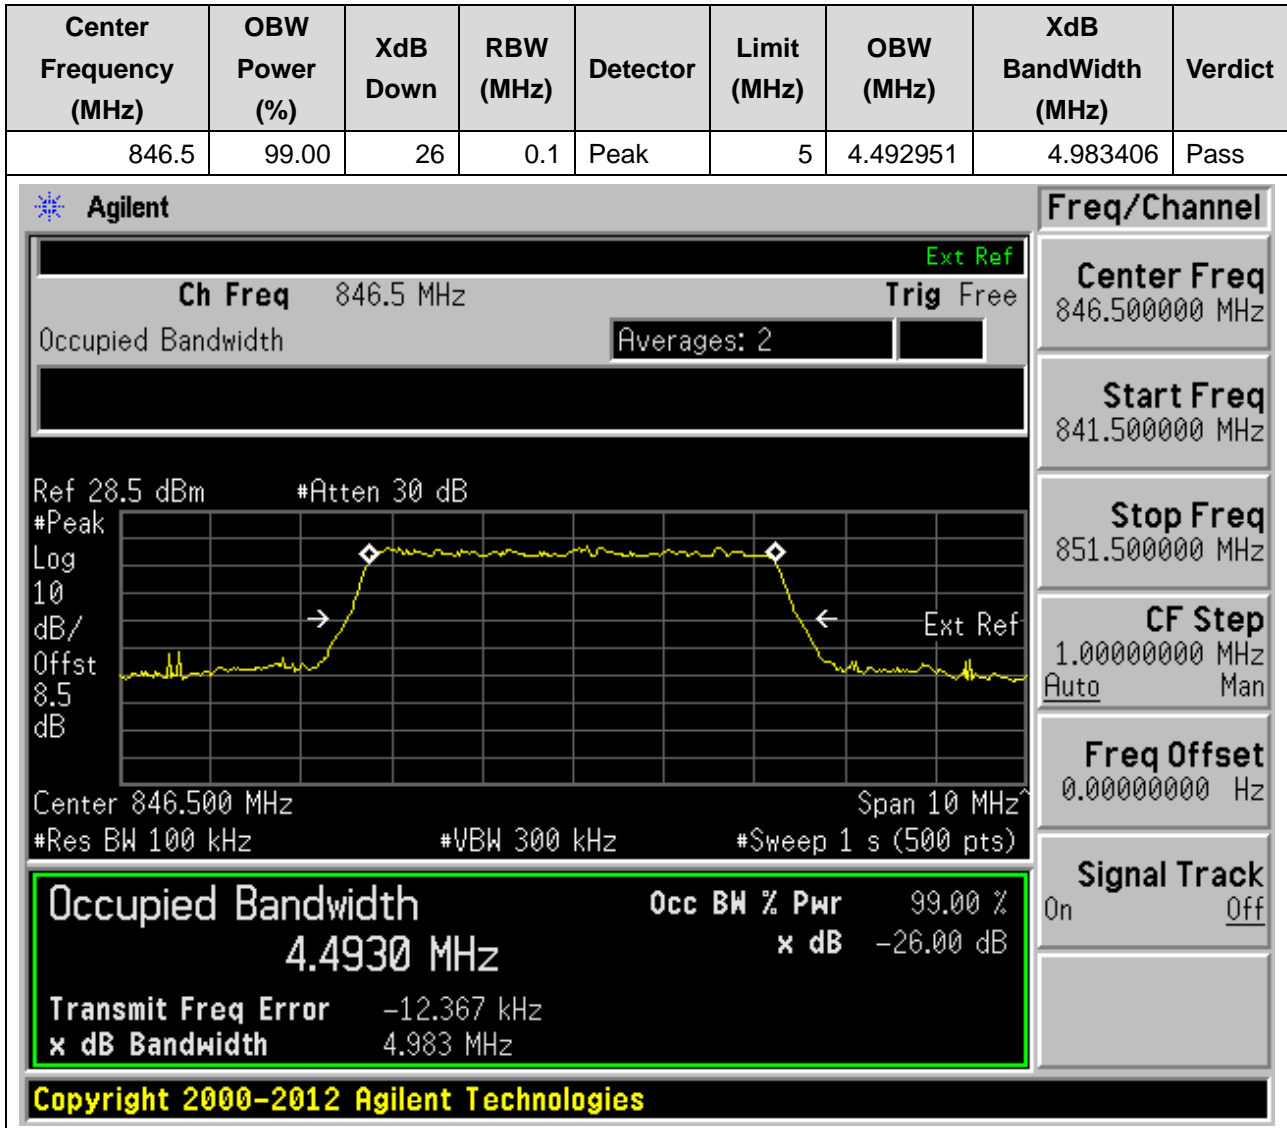 Center Frequency (MHz) OBW Power (%) XdB Down RBW (MHz) Detector Limit (MHz) OBW (MHz) XdB BandWidth (MHz) Verdict
846.5 99.00 26 0.1 Peak 5 4.492951 4.983406 Pass
Agilent
Freq/Channel
Ext Ref
Ch Freq 846.5 MHz Trig Free
Occupied Bandwidth Averages: 2
Center Freq
846.500000 MHz
Start Freq
841.500000 MHz
Stop Freq
851.500000 MHz
CF Step
1.00000000 MHz
Auto Man
Freq Offset
0.00000000 Hz
Signal Track
On Off
Ref 28.5 dBm #Atten 30 dB
#Peak
Log
10
dB/
Offst
8.5
dB
Ext Ref
Center 846.500 MHz Span 10 MHz^
#Res BW 100 kHz #VBW 300 kHz #Sweep 1 s (500 pts)
Occupied Bandwidth Occ BW % Pwr 99.00 %
4.4930 MHz x dB -26.00 dB
Transmit Freq Error -12.367 kHz
x dB Bandwidth 4.983 MHz
Copyright 2000-2012 Agilent Technologies